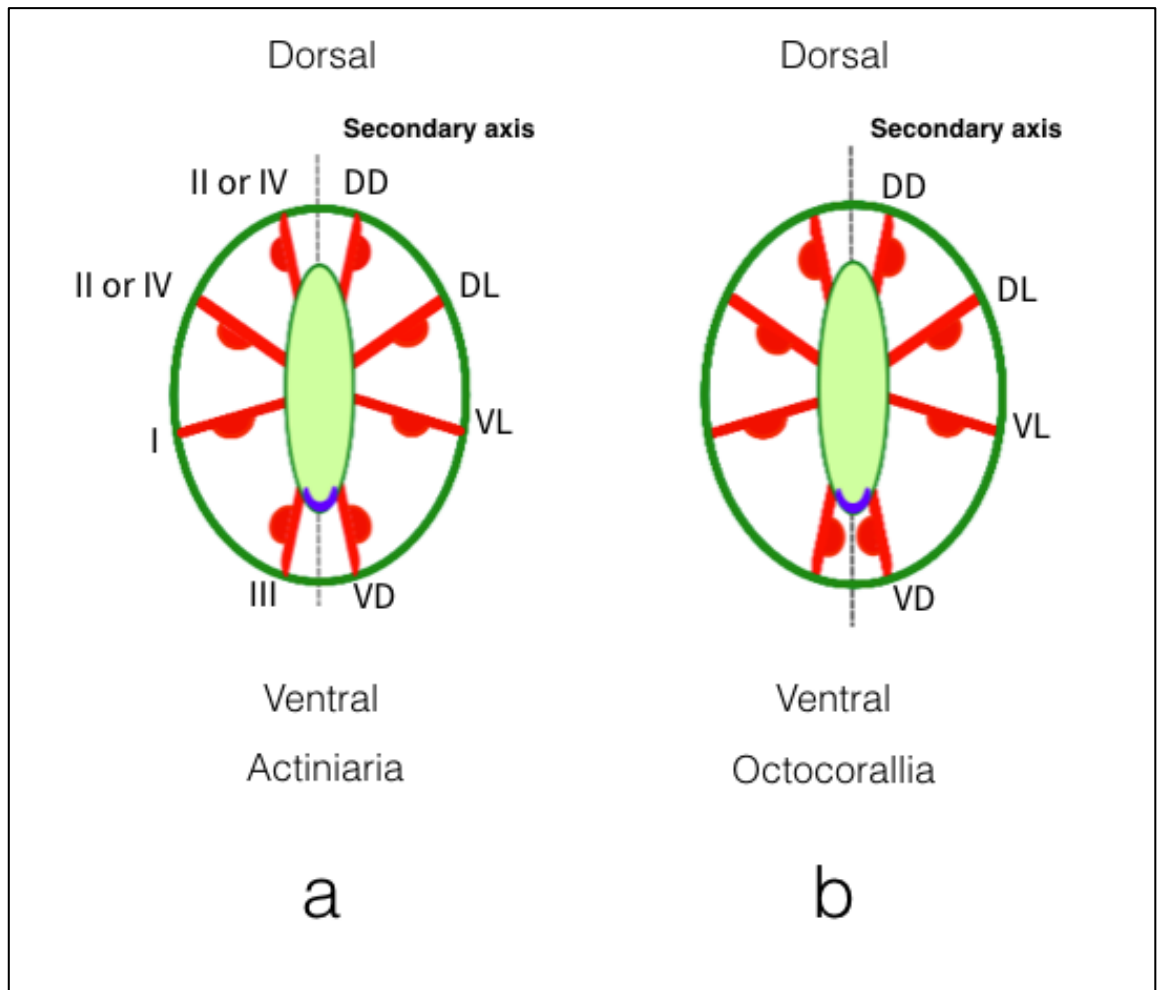 Dorsal
Dorsal
Secondary axis
Secondary axis
II or IV
DD
DD
II or IV
DL
DL
I
VL
VL
III
VD
VD
Ventral
Ventral
Actiniaria
Octocorallia
a
b